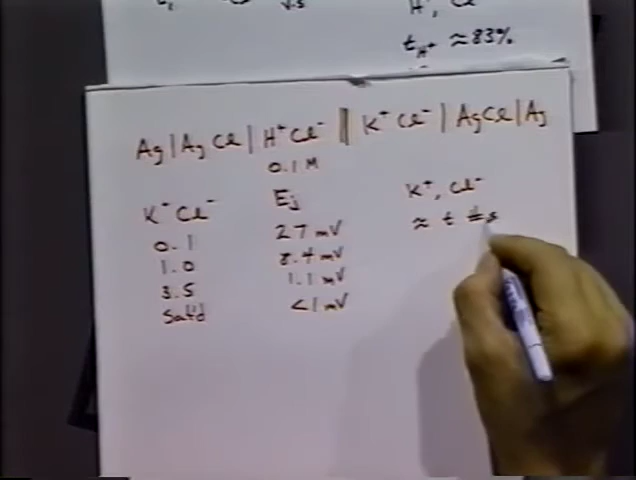 H⁺, Cl⁻
t_H⁺ ≈ 83%
Ag | AgCl | H⁺Cl⁻ || K⁺Cl⁻ | AgCl | Ag
0.1 M
K⁺Cl⁻ Ej K⁺, Cl⁻
0.1 27 mV ≈ t #s
1.0 8.4 mV
3.5 1.1 mV
Sat'd <1 mV